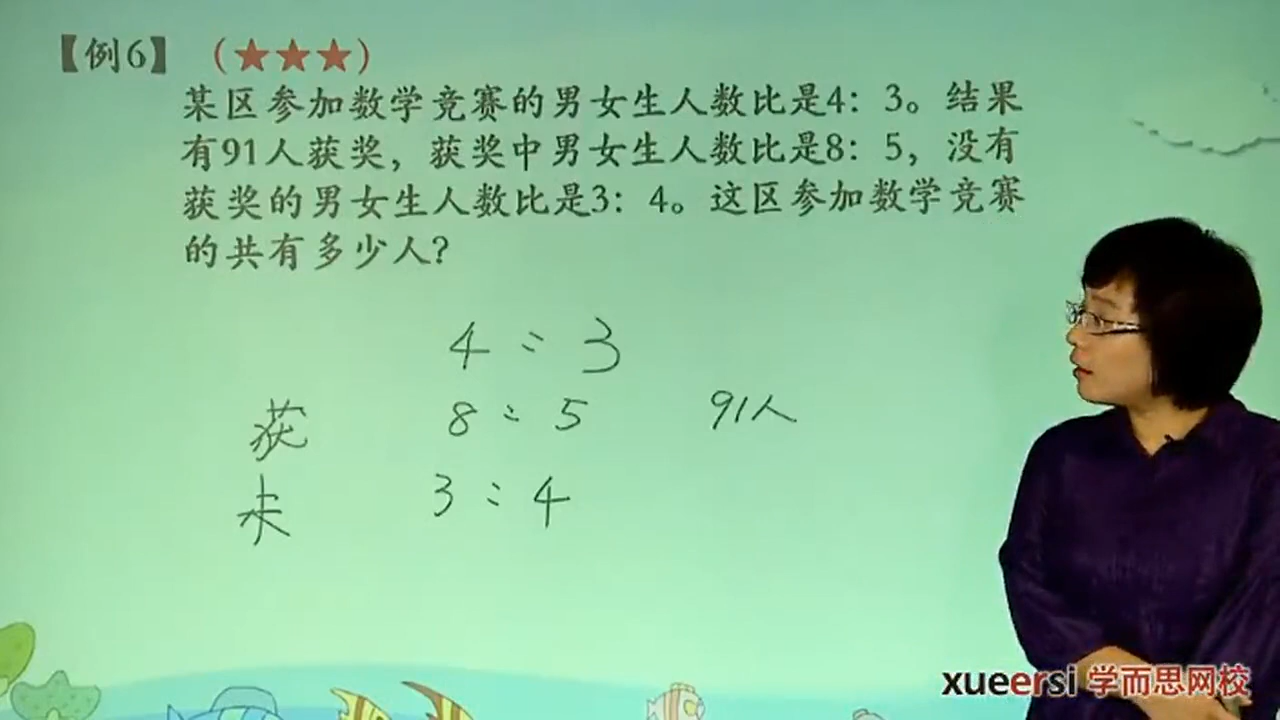 【例6】 (★★★)
某区参加数学竞赛的男女生人数比是4：3。结果
有91人获奖，获奖中男女生人数比是8：5，没有
获奖的男女生人数比是3：4。这区参加数学竞赛
的共有多少人？
4 : 3
获 8 : 5 91人
未 3 : 4
xueersi 学而思网校